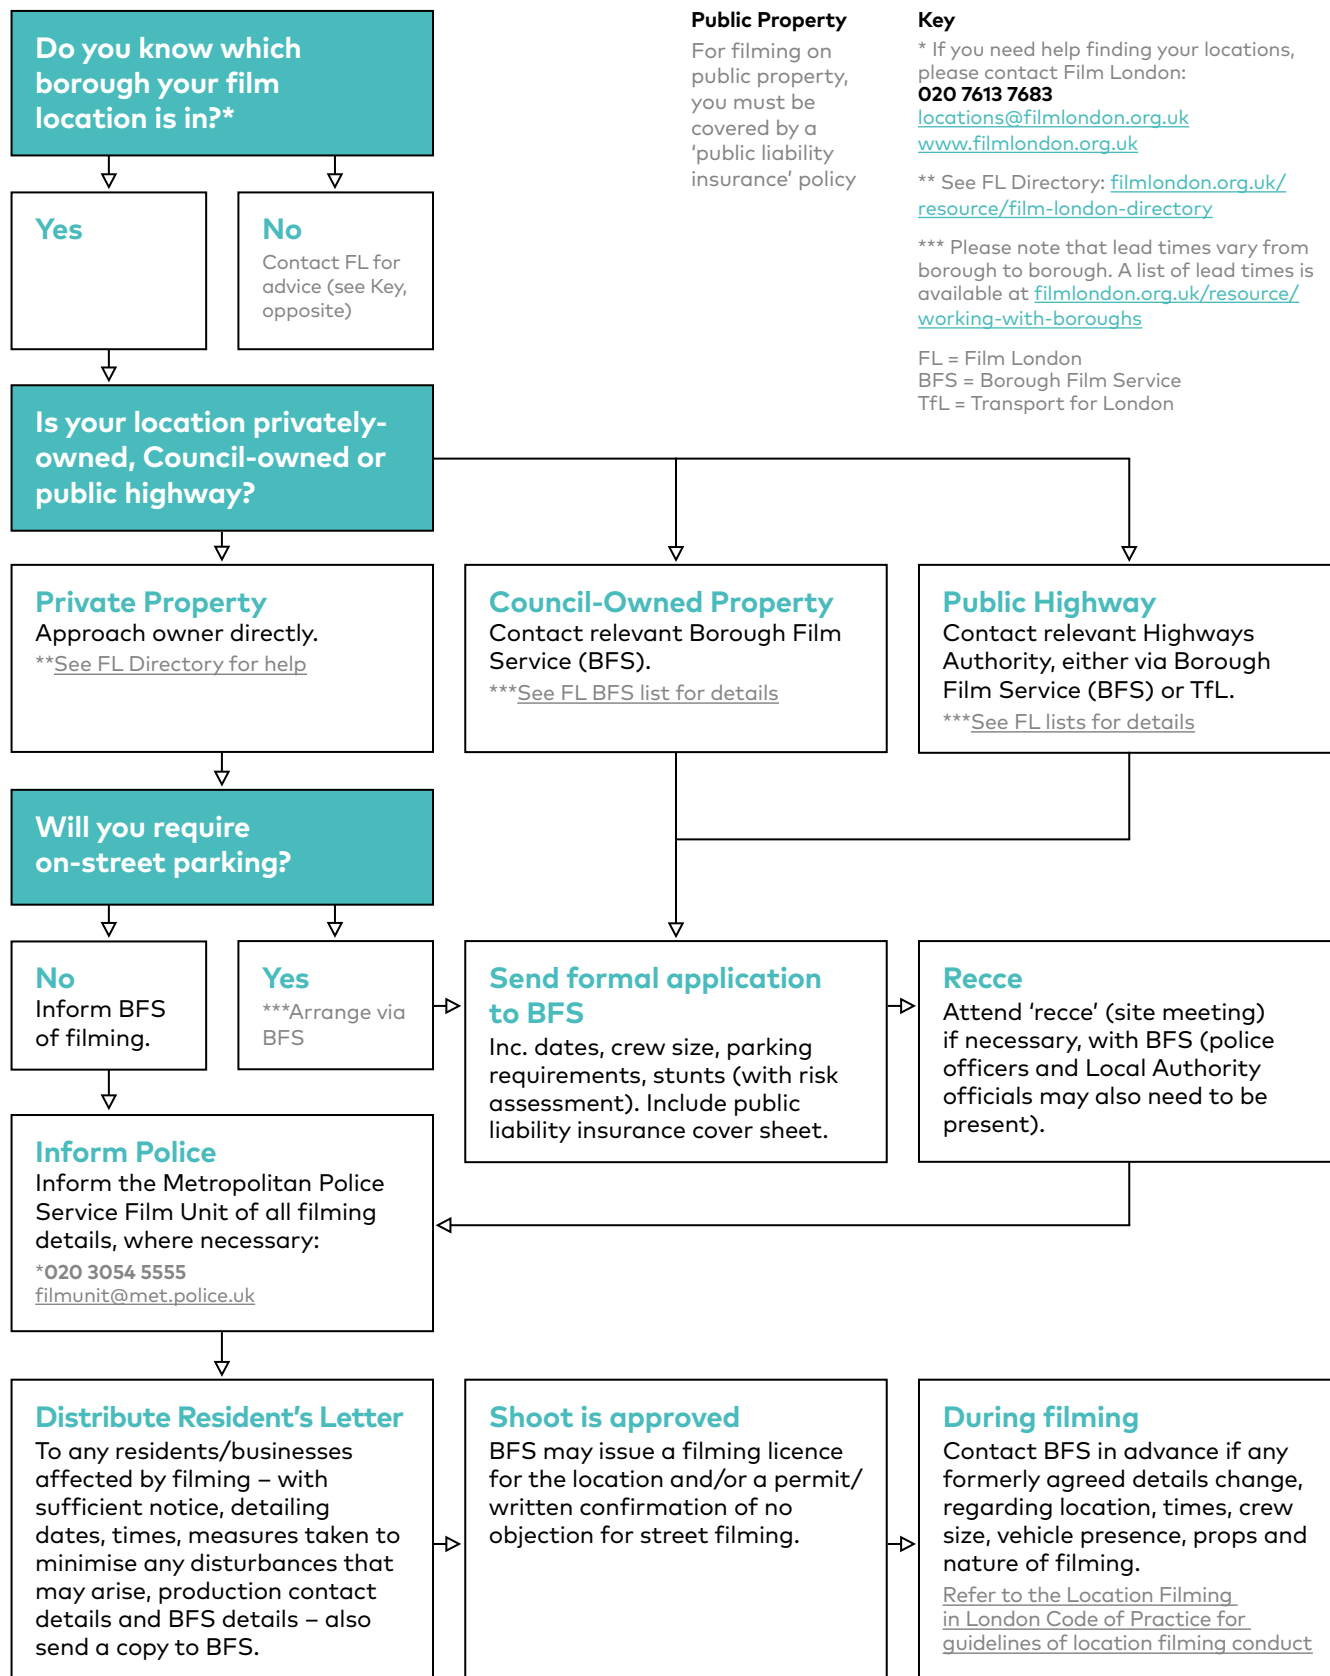 Do you know which
borough your film
location is in?*
Public Property
For filming on
public property,
you must be
covered by a
‘public liability
insurance’ policy
Key
* If you need help finding your locations,
please contact Film London:
020 7613 7683
locations@filmlondon.org.uk
www.filmlondon.org.uk
** See FL Directory: filmlondon.org.uk/
resource/film-london-directory
*** Please note that lead times vary from
borough to borough. A list of lead times is
available at filmlondon.org.uk/resource/
working-with-boroughs
FL = Film London
BFS = Borough Film Service
TfL = Transport for London
Yes
No
Contact FL for
advice (see Key,
opposite)
Is your location privately-
owned, Council-owned or
public highway?
Private Property
Approach owner directly.
**See FL Directory for help
Council-Owned Property
Contact relevant Borough Film
Service (BFS).
***See FL BFS list for details
Public Highway
Contact relevant Highways
Authority, either via Borough
Film Service (BFS) or TfL.
***See FL lists for details
Will you require
on-street parking?
No
Inform BFS
of filming.
Yes
***Arrange via
BFS
Send formal application
to BFS
Inc. dates, crew size, parking
requirements, stunts (with risk
assessment). Include public
liability insurance cover sheet.
Recce
Attend ‘recce’ (site meeting)
if necessary, with BFS (police
officers and Local Authority
officials may also need to be
present).
Inform Police
Inform the Metropolitan Police
Service Film Unit of all filming
details, where necessary:
*020 3054 5555
filmunit@met.police.uk
Distribute Resident’s Letter
To any residents/businesses
affected by filming – with
sufficient notice, detailing
dates, times, measures taken to
minimise any disturbances that
may arise, production contact
details and BFS details – also
send a copy to BFS.
Shoot is approved
BFS may issue a filming licence
for the location and/or a permit/
written confirmation of no
objection for street filming.
During filming
Contact BFS in advance if any
formerly agreed details change,
regarding location, times, crew
size, vehicle presence, props and
nature of filming.
Refer to the Location Filming
in London Code of Practice for
guidelines of location filming conduct